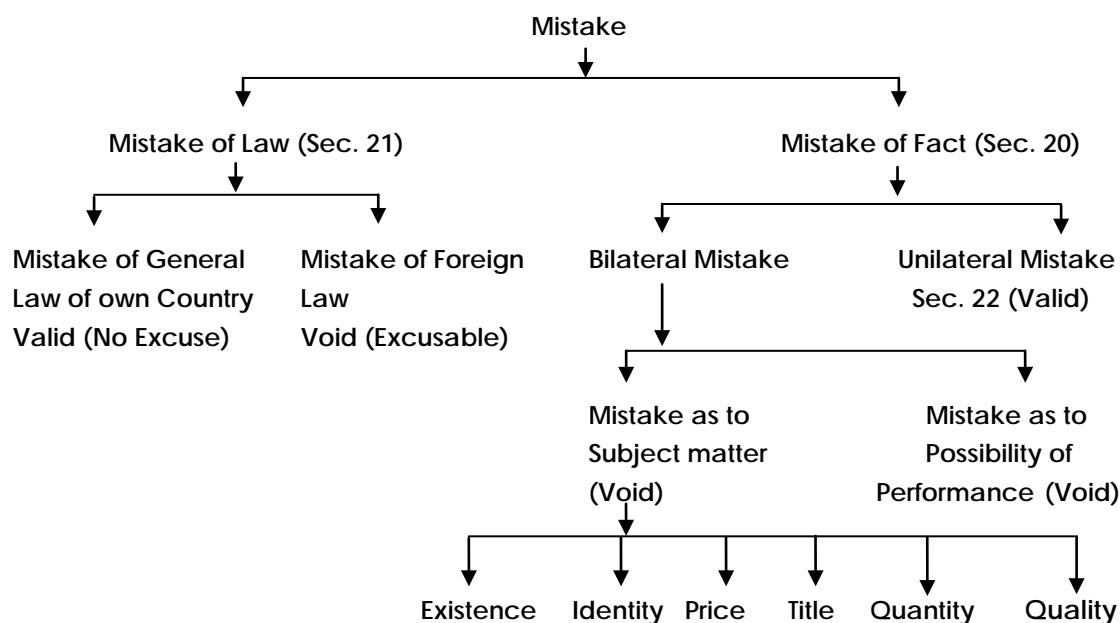 Mistake
Mistake of Law (Sec. 21)
Mistake of Fact (Sec. 20)
Mistake of General
Law of own Country
Valid (No Excuse)
Mistake of Foreign
Law
Void (Excusable)
Bilateral Mistake
Unilateral Mistake
Sec. 22 (Valid)
Mistake as to
Subject matter
(Void)
Mistake as to
Possibility of
Performance (Void)
Existence
Identity
Price
Title
Quantity
Quality